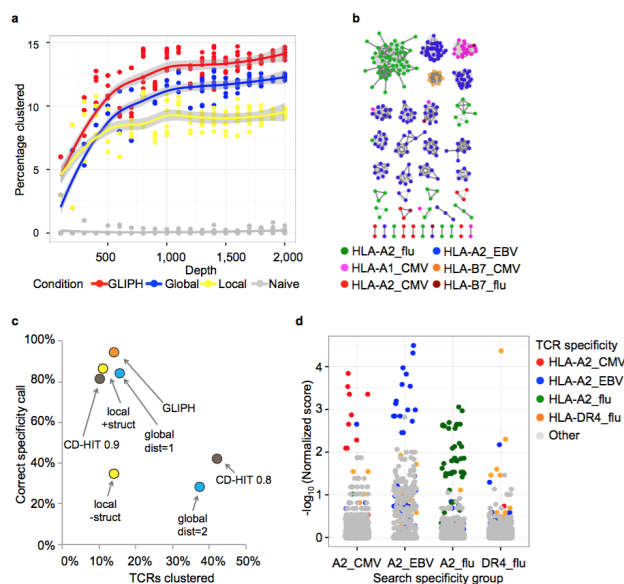 a
15
10
5
0
Percentage clustered
500
1,000
1,500
2,000
Depth
Condition GLIPH Global Local Naive
b
HLA-A2_flu
HLA-A2_EBV
HLA-A1_CMV
HLA-B7_CMV
HLA-A2_CMV
HLA-B7_flu
c
100%
80%
60%
40%
20%
0%
Correct specificity call
GLIPH
local
+struct
global
dist=1
CD-HIT 0.9
CD-HIT 0.8
local
-struct
global
dist=2
0% 10% 20% 30% 40% 50%
TCRs clustered
d
4
3
2
1
0
-log10 (Normalized score)
A2_CMV A2_EBV A2_flu DR4_flu
Search specificity group
TCR specificity
HLA-A2_CMV
HLA-A2_EBV
HLA-A2_flu
HLA-DR4_flu
Other